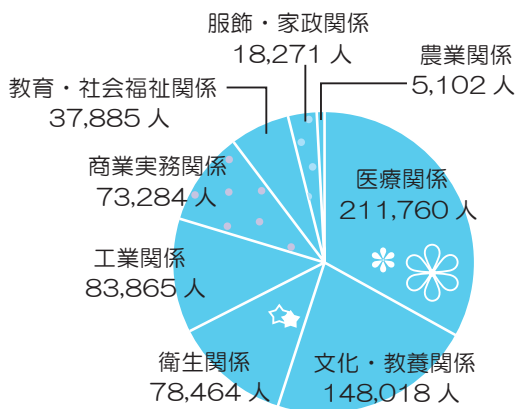 服飾・家政関係
18,271 人
農業関係
5,102 人
教育・社会福祉関係
37,885 人
商業実務関係
73,284 人
医療関係
211,760 人
工業関係
83,865 人
衛生関係
78,464 人
文化・教養関係
148,018 人